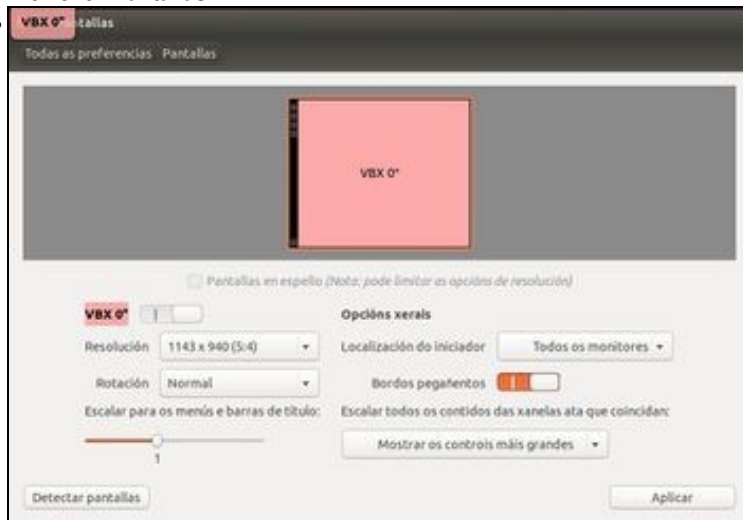 VBX 0" ntallas
Todas as preferencias Pantallas
VBX 0"
Pantallas en espello (Nota: pode limitar as opcións de resolución)
VBX 0" Opcións xerais
Resolución 1143 x 940 (5:4) Localización do iniciador Todos os monitores
Rotación Normal Bordos pegañentos
Escalar para os menús e barras de título: Escalar todos os contidos das xanelas ata que coincidan:
1 Mostrar os controis máis grandes
Detectar pantallas Aplicar